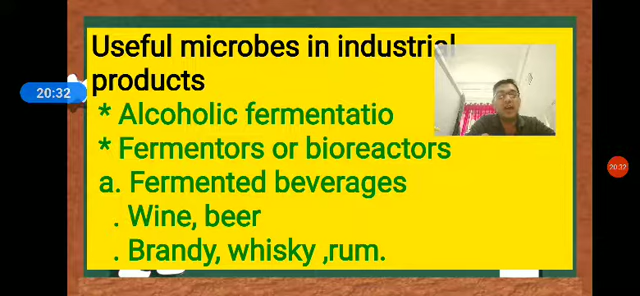 Useful microbes in industrial
products
* Alcoholic fermentatio
* Fermentors or bioreactors
a. Fermented beverages
. Wine, beer
. Brandy, whisky ,rum.
20:32
20:32